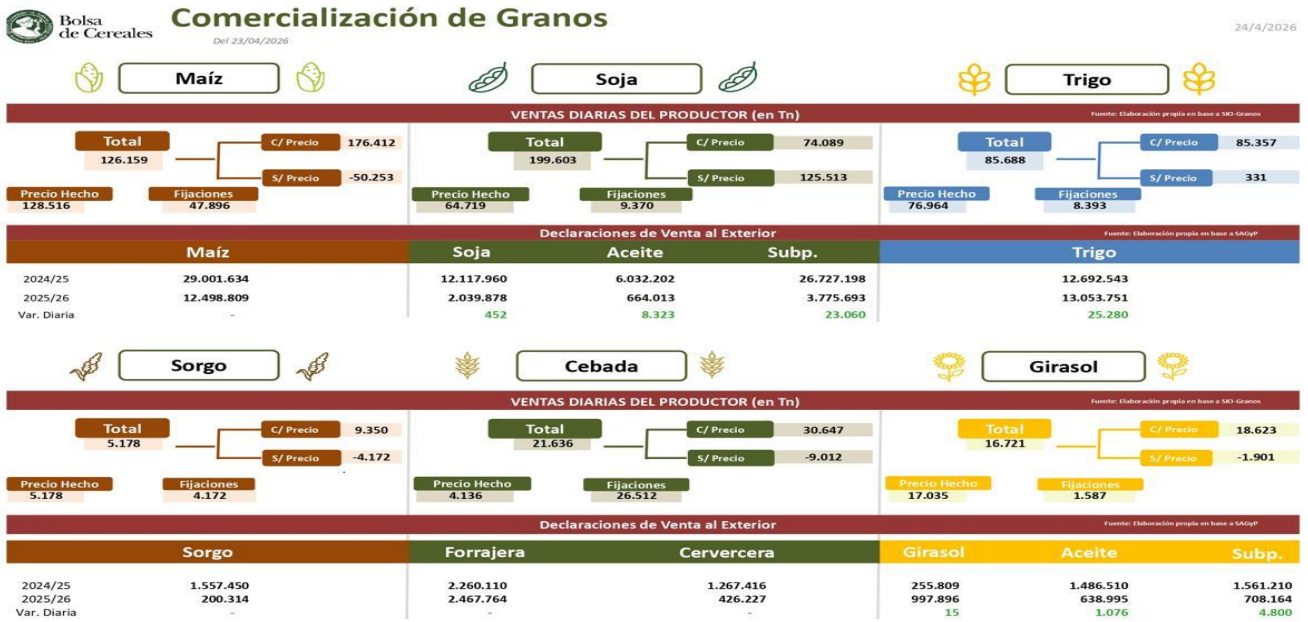 Bolsa
de Cereales
Comercialización de Granos
Del 23/04/2026
24/4/2026
Maíz Soja Trigo
VENTAS DIARIAS DEL PRODUCTOR (en Tn) Fuente: Elaboración propia en base a SIO-Granos
Total C/ Precio 176.412 Total C/ Precio 74.089 Total C/ Precio 85.357
126.159 199.603 85.688
S/ Precio -50.253 S/ Precio 125.513 S/ Precio 331
Precio Hecho Fijaciones Precio Hecho Fijaciones Precio Hecho Fijaciones
128.516 47.896 64.719 9.370 76.964 8.393
Declaraciones de Venta al Exterior Fuente: Elaboración propia en base a SAGyP
Maíz Soja Aceite Subp. Trigo
2024/25 29.001.634 12.117.960 6.032.202 26.727.198 12.692.543
2025/26 12.498.809 2.039.878 664.013 3.775.693 13.053.751
Var. Diaria - 452 8.323 23.060 25.280
Sorgo Cebada Girasol
VENTAS DIARIAS DEL PRODUCTOR (en Tn) Fuente: Elaboración propia en base a SIO-Granos
Total C/ Precio 9.350 Total C/ Precio 30.647 Total C/ Precio 18.623
5.178 21.636 16.721
S/ Precio -4.172 S/ Precio -9.012 S/ Precio -1.901
Precio Hecho Fijaciones Precio Hecho Fijaciones Precio Hecho Fijaciones
5.178 4.172 4.136 26.512 17.035 1.587
Declaraciones de Venta al Exterior Fuente: Elaboración propia en base a SAGyP
Sorgo Forrajera Cervercera Girasol Aceite Subp.
2024/25 1.557.450 2.260.110 1.267.416 255.809 1.486.510 1.561.210
2025/26 200.314 2.467.764 426.227 997.896 638.995 708.164
Var. Diaria - - - 15 1.076 4.800